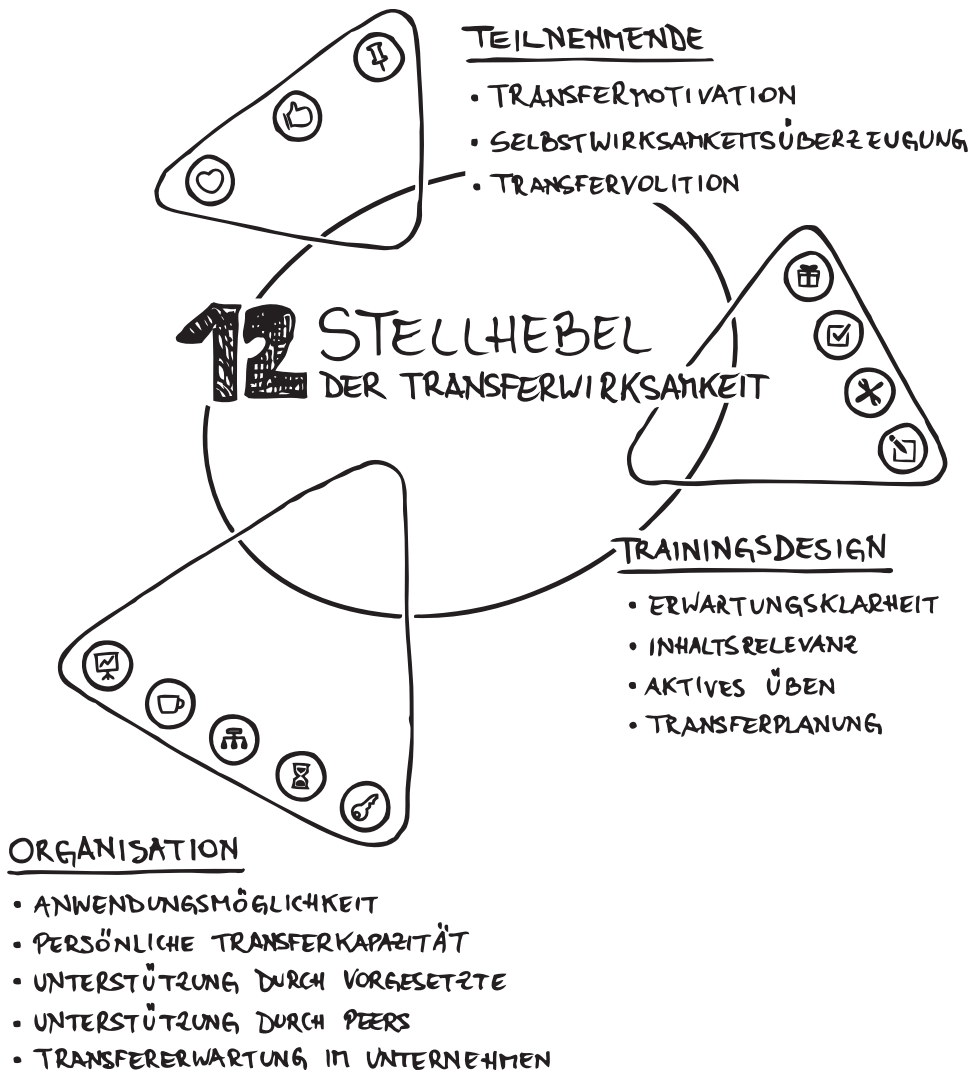 TEILNEHMENDE
• TRANSFERMOTIVATION
• SELBSTWIRKSAMKEITSÜBERZEUGUNG
• TRANSFERVOLITION
12 STELLHEBEL
DER TRANSFERWIRKSAMKEIT
TRAININGSDESIGN
• ERWARTUNGSKLARHEIT
• INHALTSRELEVANZ
• AKTIVES ÜBEN
• TRANSFERPLANUNG
ORGANISATION
• ANWENDUNGSMÖGLICHKEIT
• PERSÖNLICHE TRANSFERKAPAZITÄT
• UNTERSTÜTZUNG DURCH VORGESETZTE
• UNTERSTÜTZUNG DURCH PEERS
• TRANSFERERWARTUNG IM UNTERNEHMEN